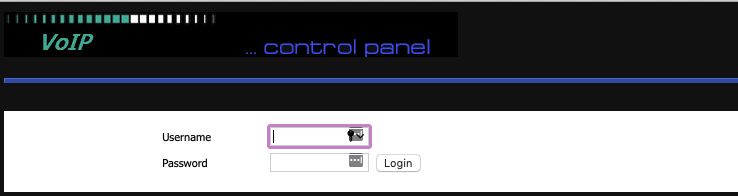 VoIP
... control panel
Username
Password
Login